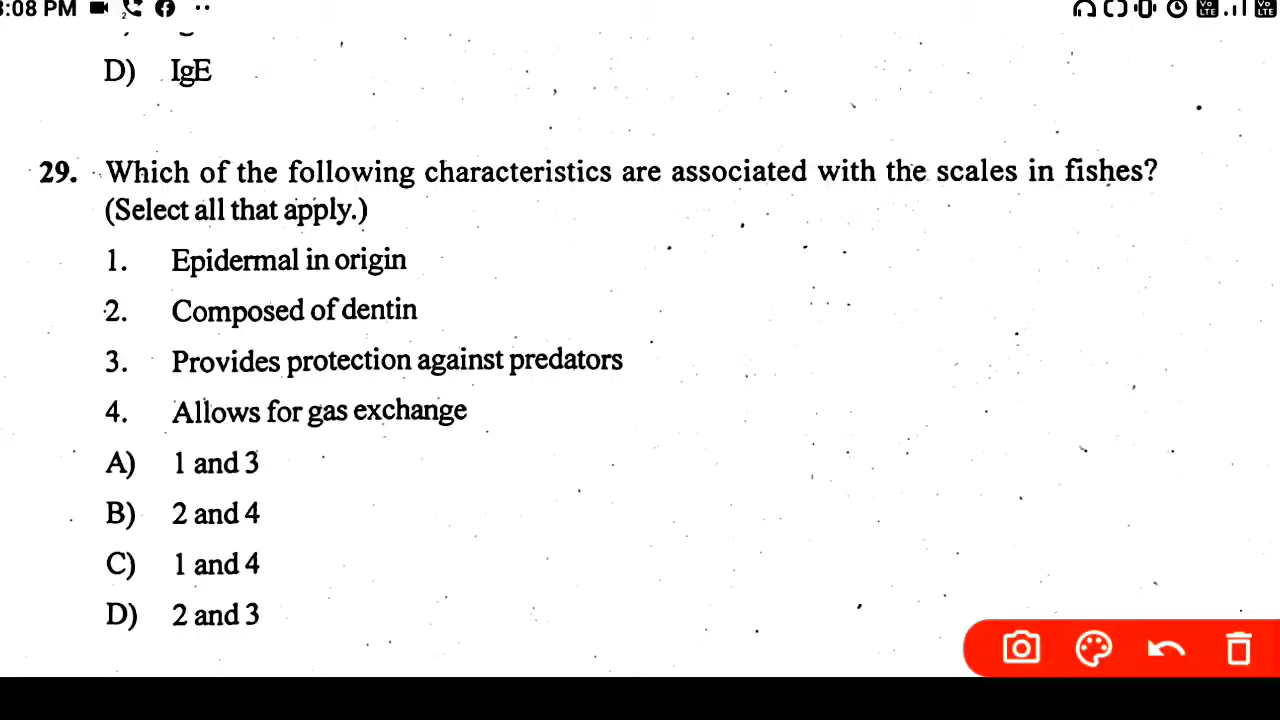 3:08 PM
D) IgE
29. Which of the following characteristics are associated with the scales in fishes?
(Select all that apply.)
1. Epidermal in origin
2. Composed of dentin
3. Provides protection against predators
4. Allows for gas exchange
A) 1 and 3
B) 2 and 4
C) 1 and 4
D) 2 and 3